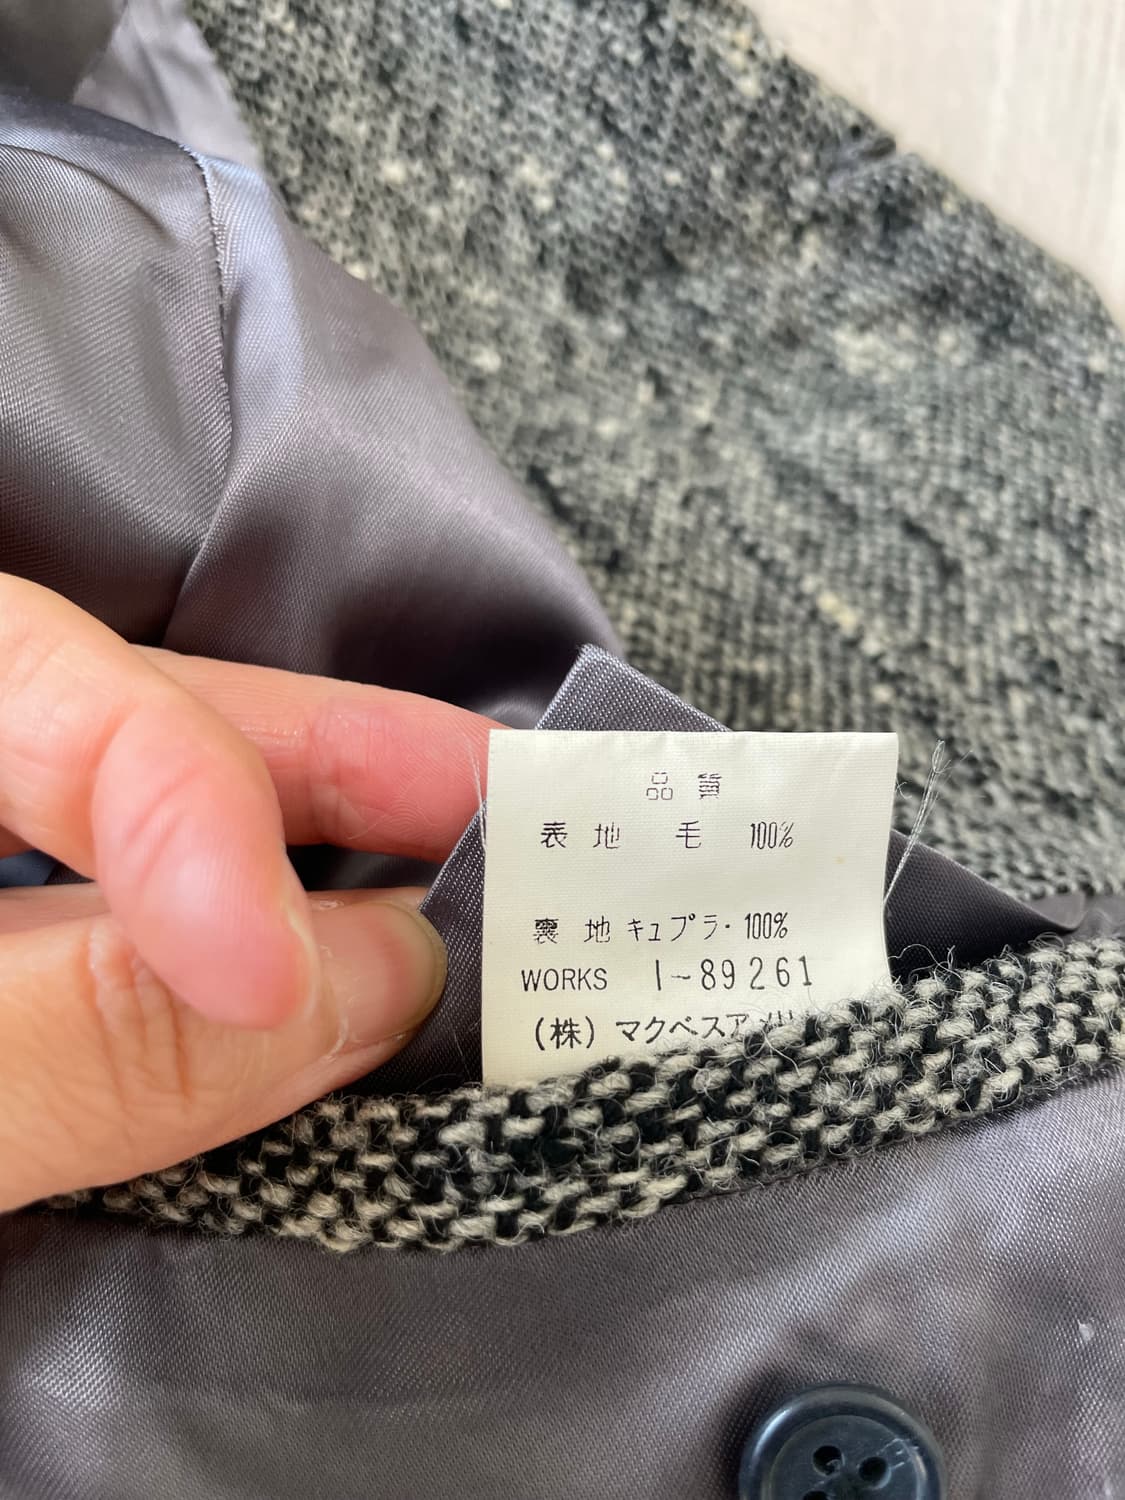 品質
表地 毛 100%
裏地 キュプラ・100%
WORKS 1-89261
(株) マクベス